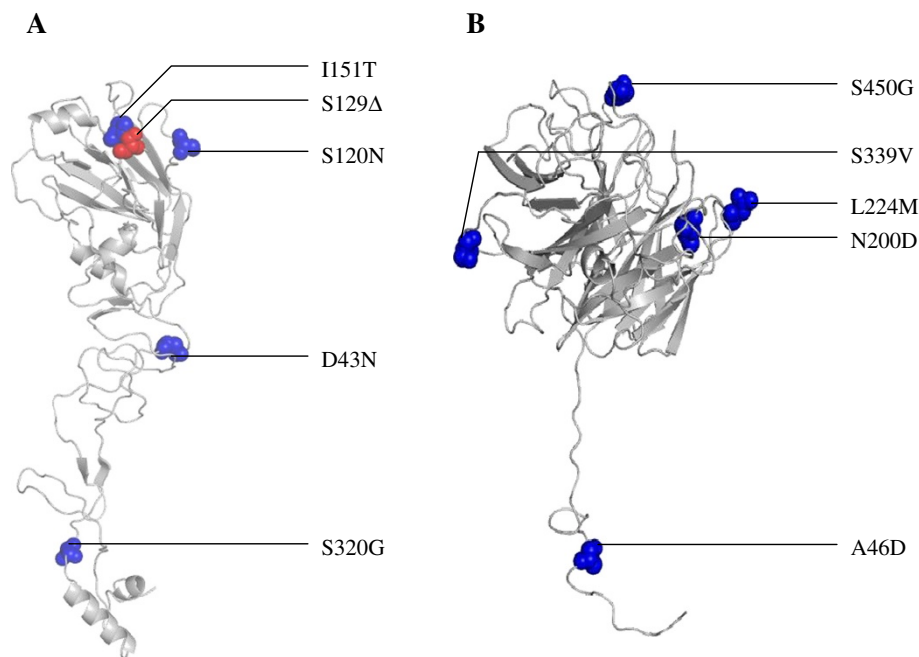 A
I151T
S129Δ
S120N
D43N
S320G
B
S450G
S339V
L224M
N200D
A46D